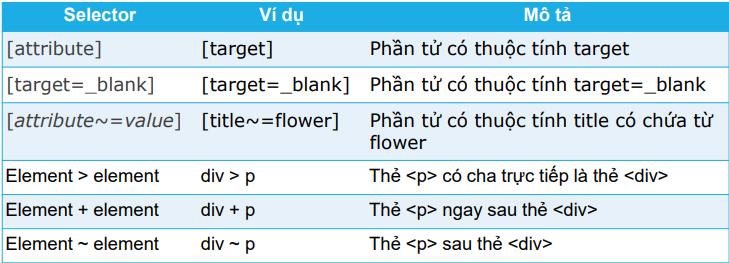 Selector Ví dụ Mô tả
[attribute] [target] Phần tử có thuộc tính target
[target=_blank] [target=_blank] Phần tử có thuộc tính target=_blank
[attribute~=value] [title~=flower] Phần tử có thuộc tính title có chứa từ
flower
Element > element div > p Thẻ <p> có cha trực tiếp là thẻ <div>
Element + element div + p Thẻ <p> ngay sau thẻ <div>
Element ~ element div ~ p Thẻ <p> sau thẻ <div>